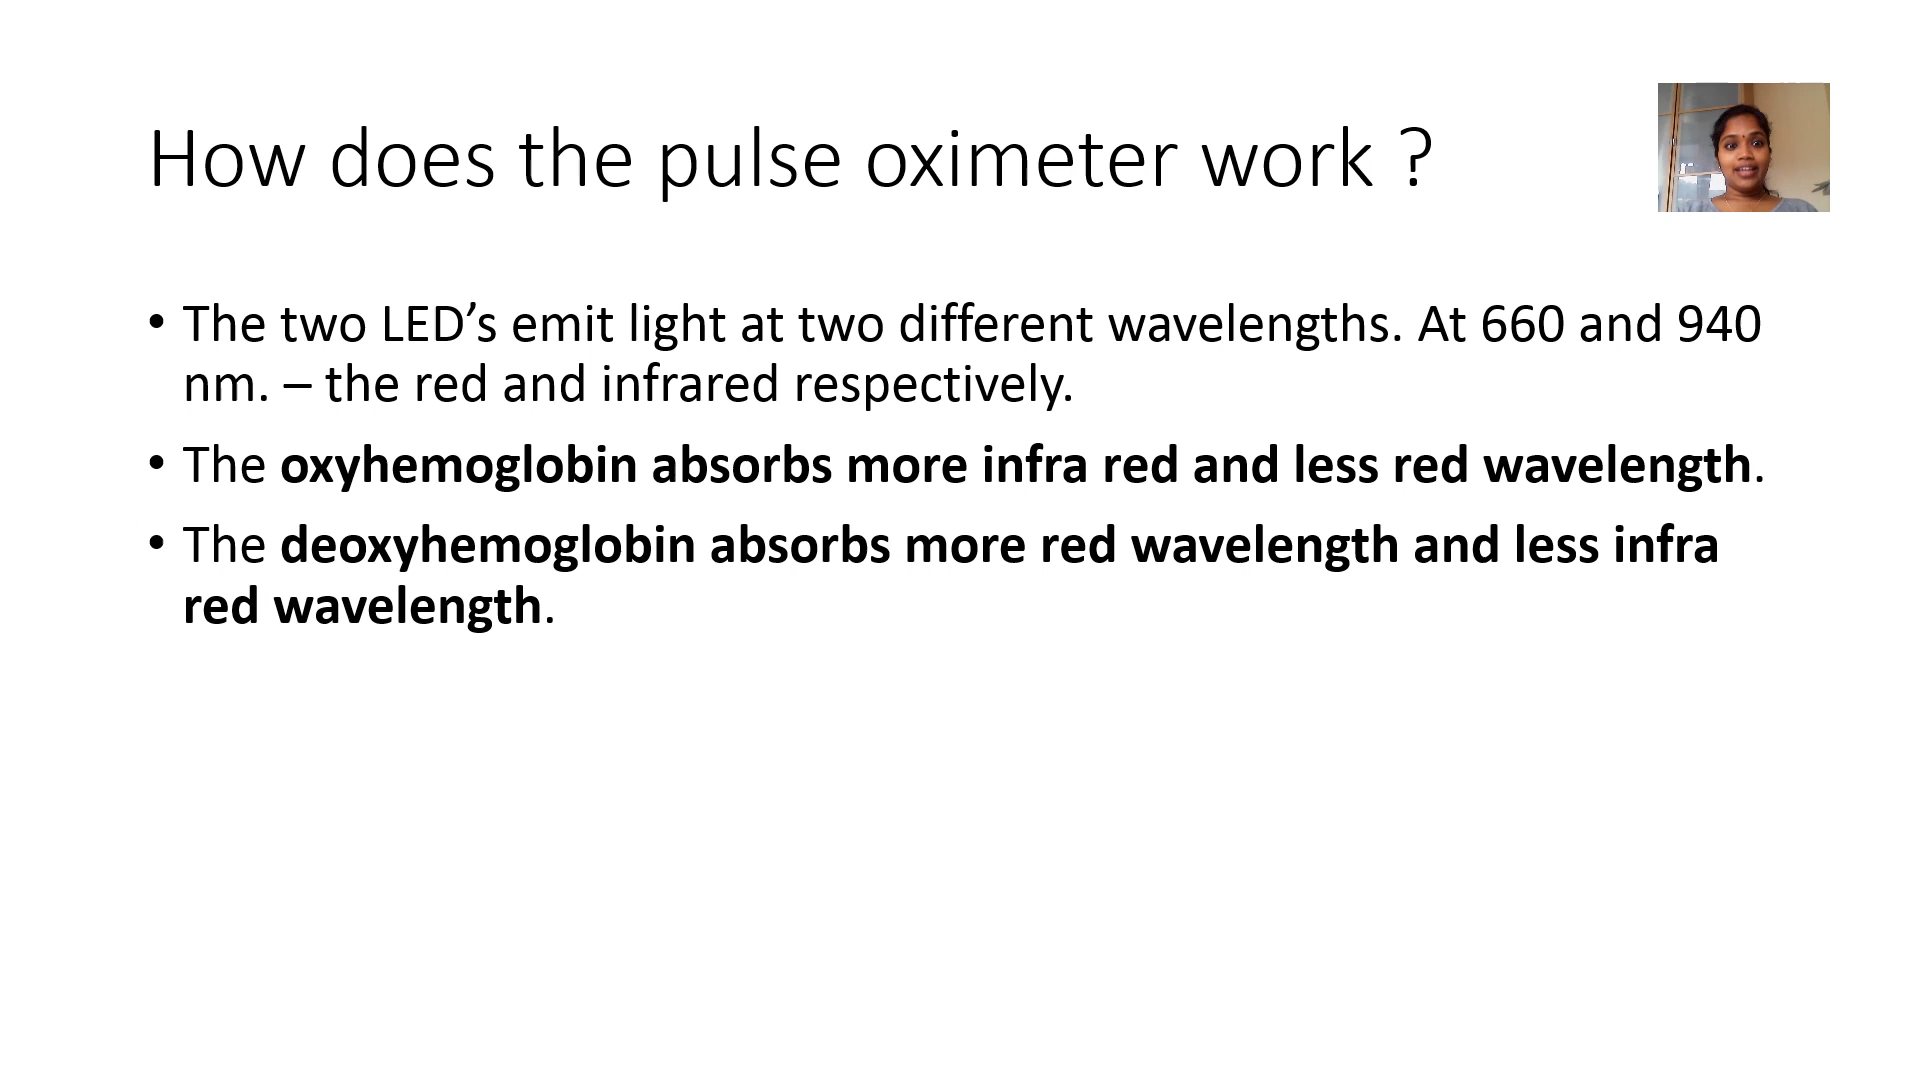 How does the pulse oximeter work ?
• The two LED’s emit light at two different wavelengths. At 660 and 940
nm. – the red and infrared respectively.
• The oxyhemoglobin absorbs more infra red and less red wavelength.
• The deoxyhemoglobin absorbs more red wavelength and less infra
red wavelength.